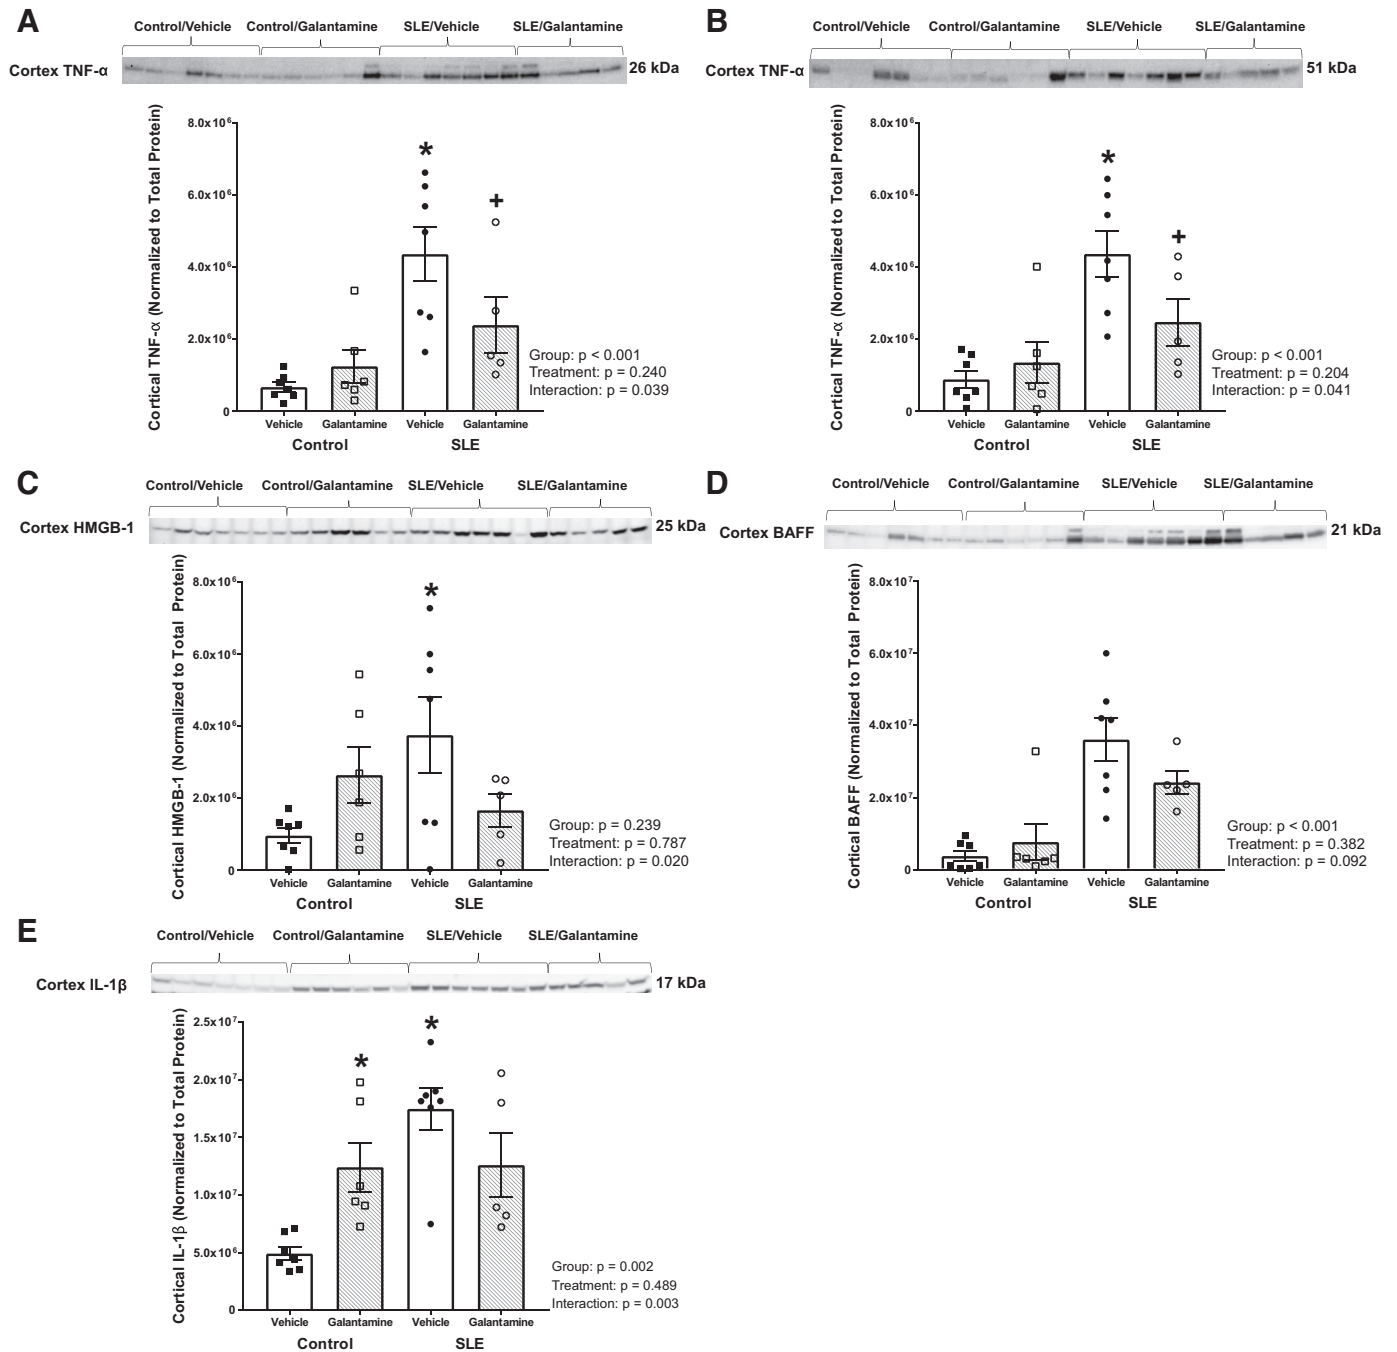 A
Control/Vehicle Control/Galantamine SLE/Vehicle SLE/Galantamine
Cortex TNF-α 26 kDa
Cortical TNF-α (Normalized to Total Protein)
8.0x10⁶
6.0x10⁶
4.0x10⁶
2.0x10⁶
0
*
+
Group: p < 0.001
Treatment: p = 0.240
Interaction: p = 0.039
Vehicle Galantamine Vehicle Galantamine
Control SLE
B
Control/Vehicle Control/Galantamine SLE/Vehicle SLE/Galantamine
Cortex TNF-α 51 kDa
Cortical TNF-α (Normalized to Total Protein)
8.0x10⁶
6.0x10⁶
4.0x10⁶
2.0x10⁶
0
*
+
Group: p < 0.001
Treatment: p = 0.204
Interaction: p = 0.041
Vehicle Galantamine Vehicle Galantamine
Control SLE
C
Control/Vehicle Control/Galantamine SLE/Vehicle SLE/Galantamine
Cortex HMGB-1 25 kDa
Cortical HMGB-1 (Normalized to Total Protein)
8.0x10⁶
6.0x10⁶
4.0x10⁶
2.0x10⁶
0
*
Group: p = 0.239
Treatment: p = 0.787
Interaction: p = 0.020
Vehicle Galantamine Vehicle Galantamine
Control SLE
D
Control/Vehicle Control/Galantamine SLE/Vehicle SLE/Galantamine
Cortex BAFF 21 kDa
Cortical BAFF (Normalized to Total Protein)
8.0x10⁷
6.0x10⁷
4.0x10⁷
2.0x10⁷
0
Group: p < 0.001
Treatment: p = 0.382
Interaction: p = 0.092
Vehicle Galantamine Vehicle Galantamine
Control SLE
E
Control/Vehicle Control/Galantamine SLE/Vehicle SLE/Galantamine
Cortex IL-1β 17 kDa
Cortical IL-1β (Normalized to Total Protein)
2.5x10⁷
2.0x10⁷
1.5x10⁷
1.0x10⁷
5.0x10⁶
0
*
*
Group: p = 0.002
Treatment: p = 0.489
Interaction: p = 0.003
Vehicle Galantamine Vehicle Galantamine
Control SLE